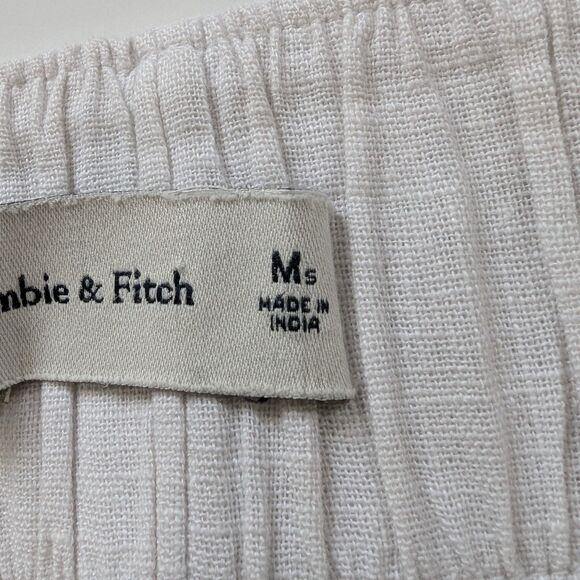 mbie & Fitch
Ms
MADE IN
INDIA